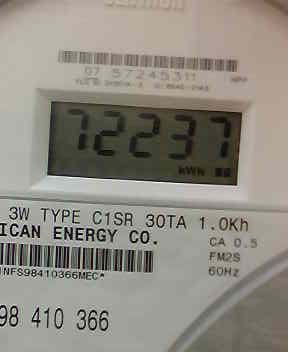 07 57245311
72237
kWh
3W TYPE C1SR 30TA 1.0Kh
ICAN ENERGY CO.
CA 0.5
FM2S
60Hz
INFS98410366MEC*
98 410 366